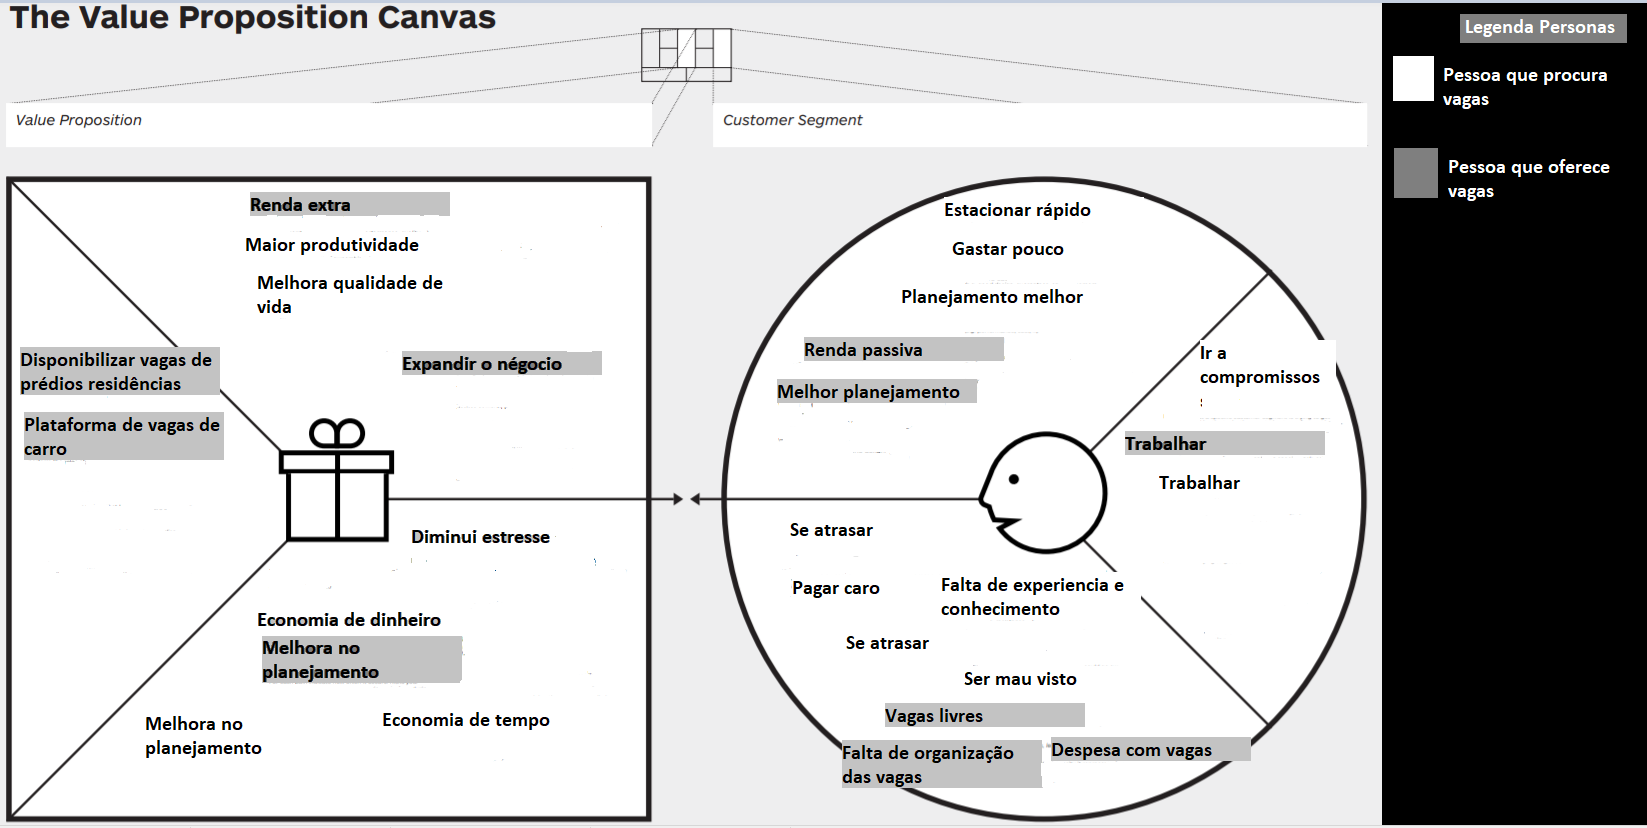 The Value Proposition Canvas
Legenda Personas
Pessoa que procura
vagas
Pessoa que oferece
vagas
Value Proposition
Customer Segment
Renda extra
Maior produtividade
Melhora qualidade de
vida
Disponibilizar vagas de
prédios residências
Expandir o négocio
Plataforma de vagas de
carro
Diminui estresse
Economia de dinheiro
Melhora no
planejamento
Melhora no
planejamento
Economia de tempo
Estacionar rápido
Gastar pouco
Planejamento melhor
Renda passiva
Melhor planejamento
Ir a
compromissos
Trabalhar
Trabalhar
Se atrasar
Pagar caro
Falta de experiencia e
conhecimento
Se atrasar
Ser mau visto
Vagas livres
Falta de organização
das vagas
Despesa com vagas